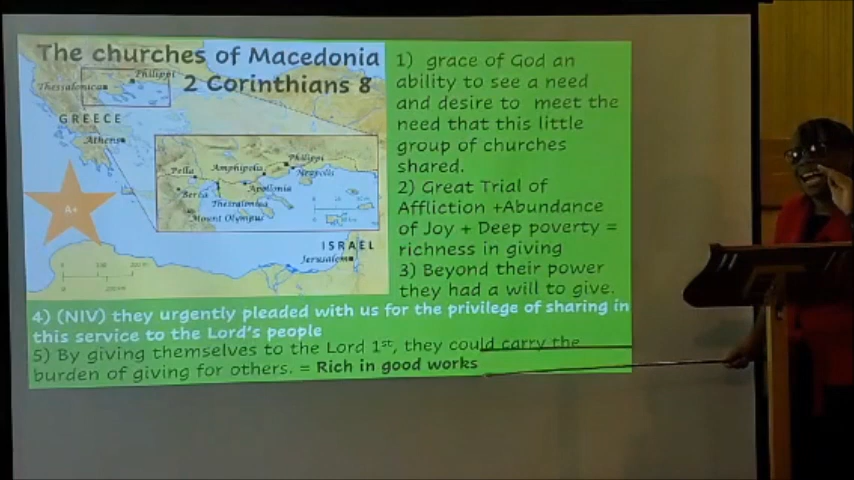 The churches of Macedonia
2 Corinthians 8
Philippi
Thessalonica
GREECE
Athens
Philippi
Pella
Amphipolis
Neapolis
Berea
Apollonia
Thessalonica
Mount Olympus
ISRAEL
Jerusalem
A+
1) grace of God an
ability to see a need
and desire to meet the
need that this little
group of churches
shared.
2) Great Trial of
Affliction +Abundance
of Joy + Deep poverty =
richness in giving
3) Beyond their power
they had a will to give.
4) (NIV) they urgently pleaded with us for the privilege of sharing in
this service to the Lord's people
5) By giving themselves to the Lord 1st, they could carry the
burden of giving for others. = Rich in good works